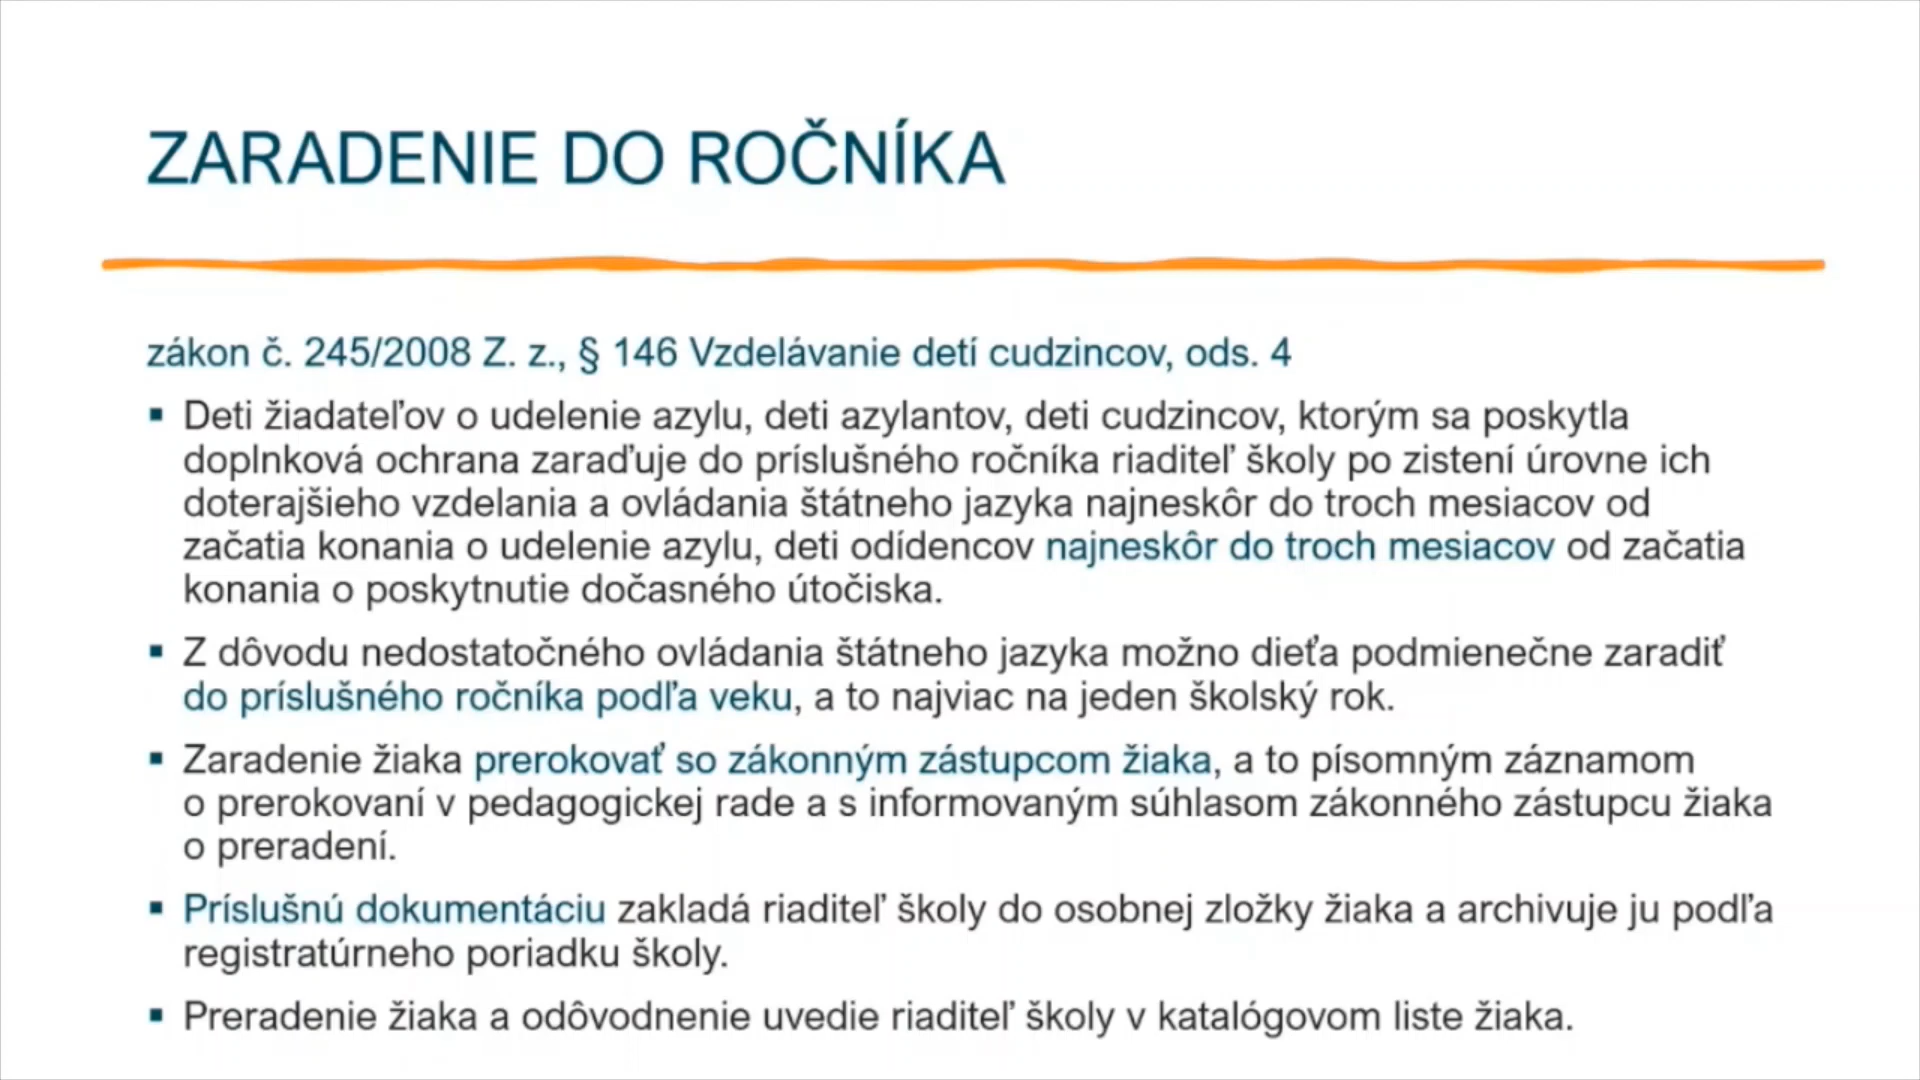 ZARADENIE DO ROČNÍKA
zákon č. 245/2008 Z. z., § 146 Vzdelávanie detí cudzincov, ods. 4
▪ Deti žiadateľov o udelenie azylu, deti azylantov, deti cudzincov, ktorým sa poskytla
doplnková ochrana zaraďuje do príslušného ročníka riaditeľ školy po zistení úrovne ich
doterajšieho vzdelania a ovládania štátneho jazyka najneskôr do troch mesiacov od
začatia konania o udelenie azylu, deti odídencov najneskôr do troch mesiacov od začatia
konania o poskytnutie dočasného útočiska.
▪ Z dôvodu nedostatočného ovládania štátneho jazyka možno dieťa podmienečne zaradiť
do príslušného ročníka podľa veku, a to najviac na jeden školský rok.
▪ Zaradenie žiaka prerokovať so zákonným zástupcom žiaka, a to písomným záznamom
o prerokovaní v pedagogickej rade a s informovaným súhlasom zákonného zástupcu žiaka
o preradení.
▪ Príslušnú dokumentáciu zakladá riaditeľ školy do osobnej zložky žiaka a archivuje ju podľa
registratúrneho poriadku školy.
▪ Preradenie žiaka a odôvodnenie uvedie riaditeľ školy v katalógovom liste žiaka.